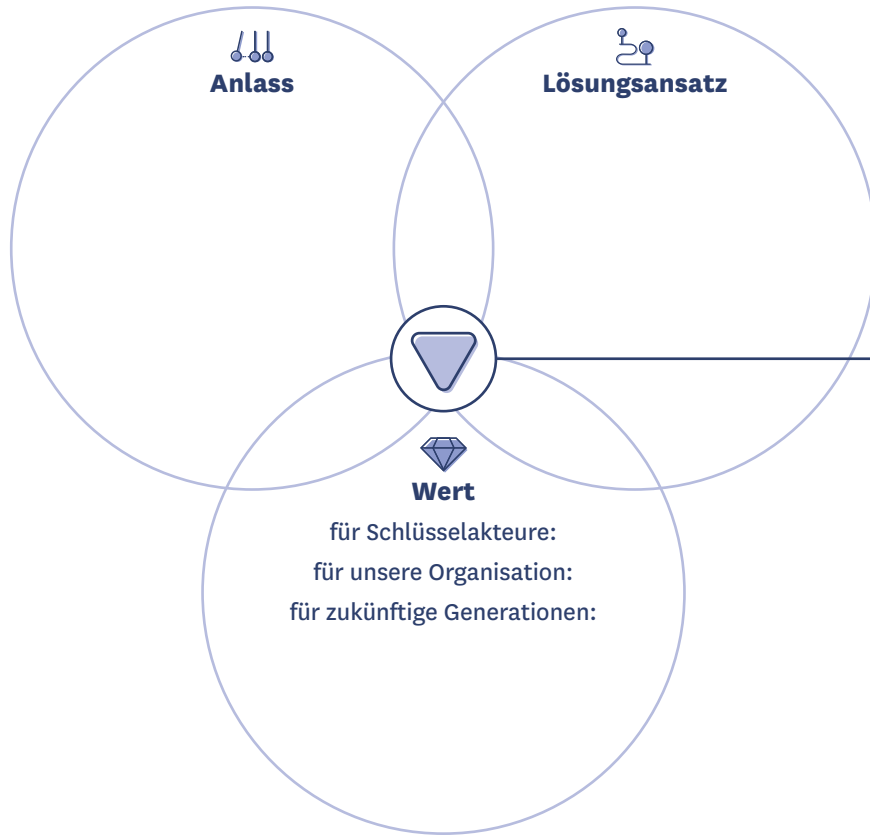 Anlass
Lösungsansatz
Wert
für Schlüsselakteure:
für unsere Organisation:
für zukünftige Generationen: